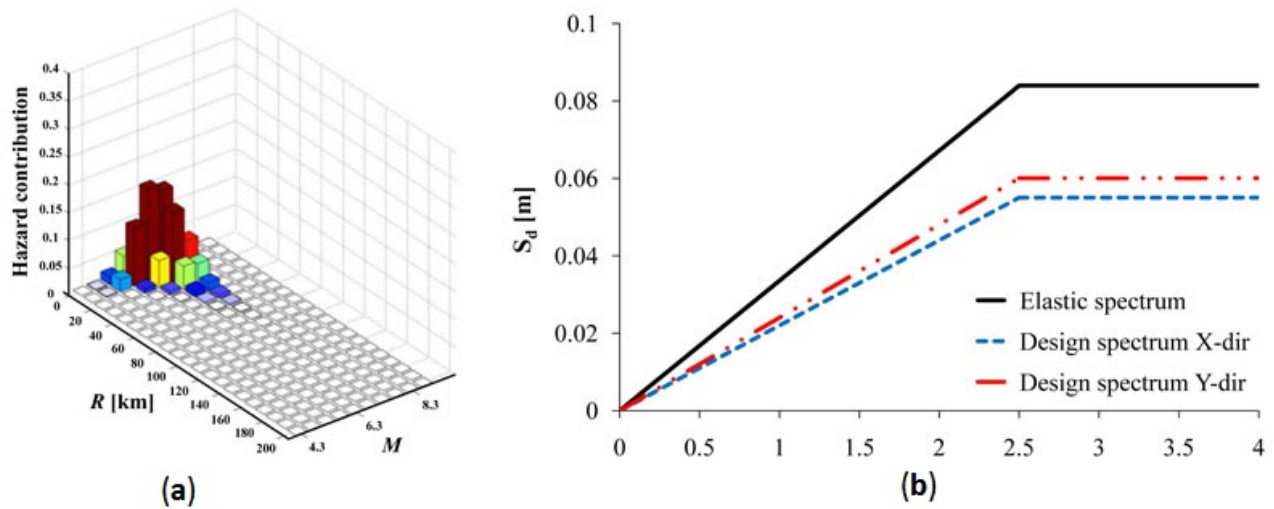 Hazard contribution
0.4
0.35
0.3
0.25
0.2
0.15
0.1
0.05
0
0
20
40
60
80
100
120
140
160
180
200
R [km]
4.3
6.3
8.3
M
(a)
S_d [m]
0.1
0.08
0.06
0.04
0.02
0
Elastic spectrum
Design spectrum X-dir
Design spectrum Y-dir
0 0.5 1 1.5 2 2.5 3 3.5 4
(b)